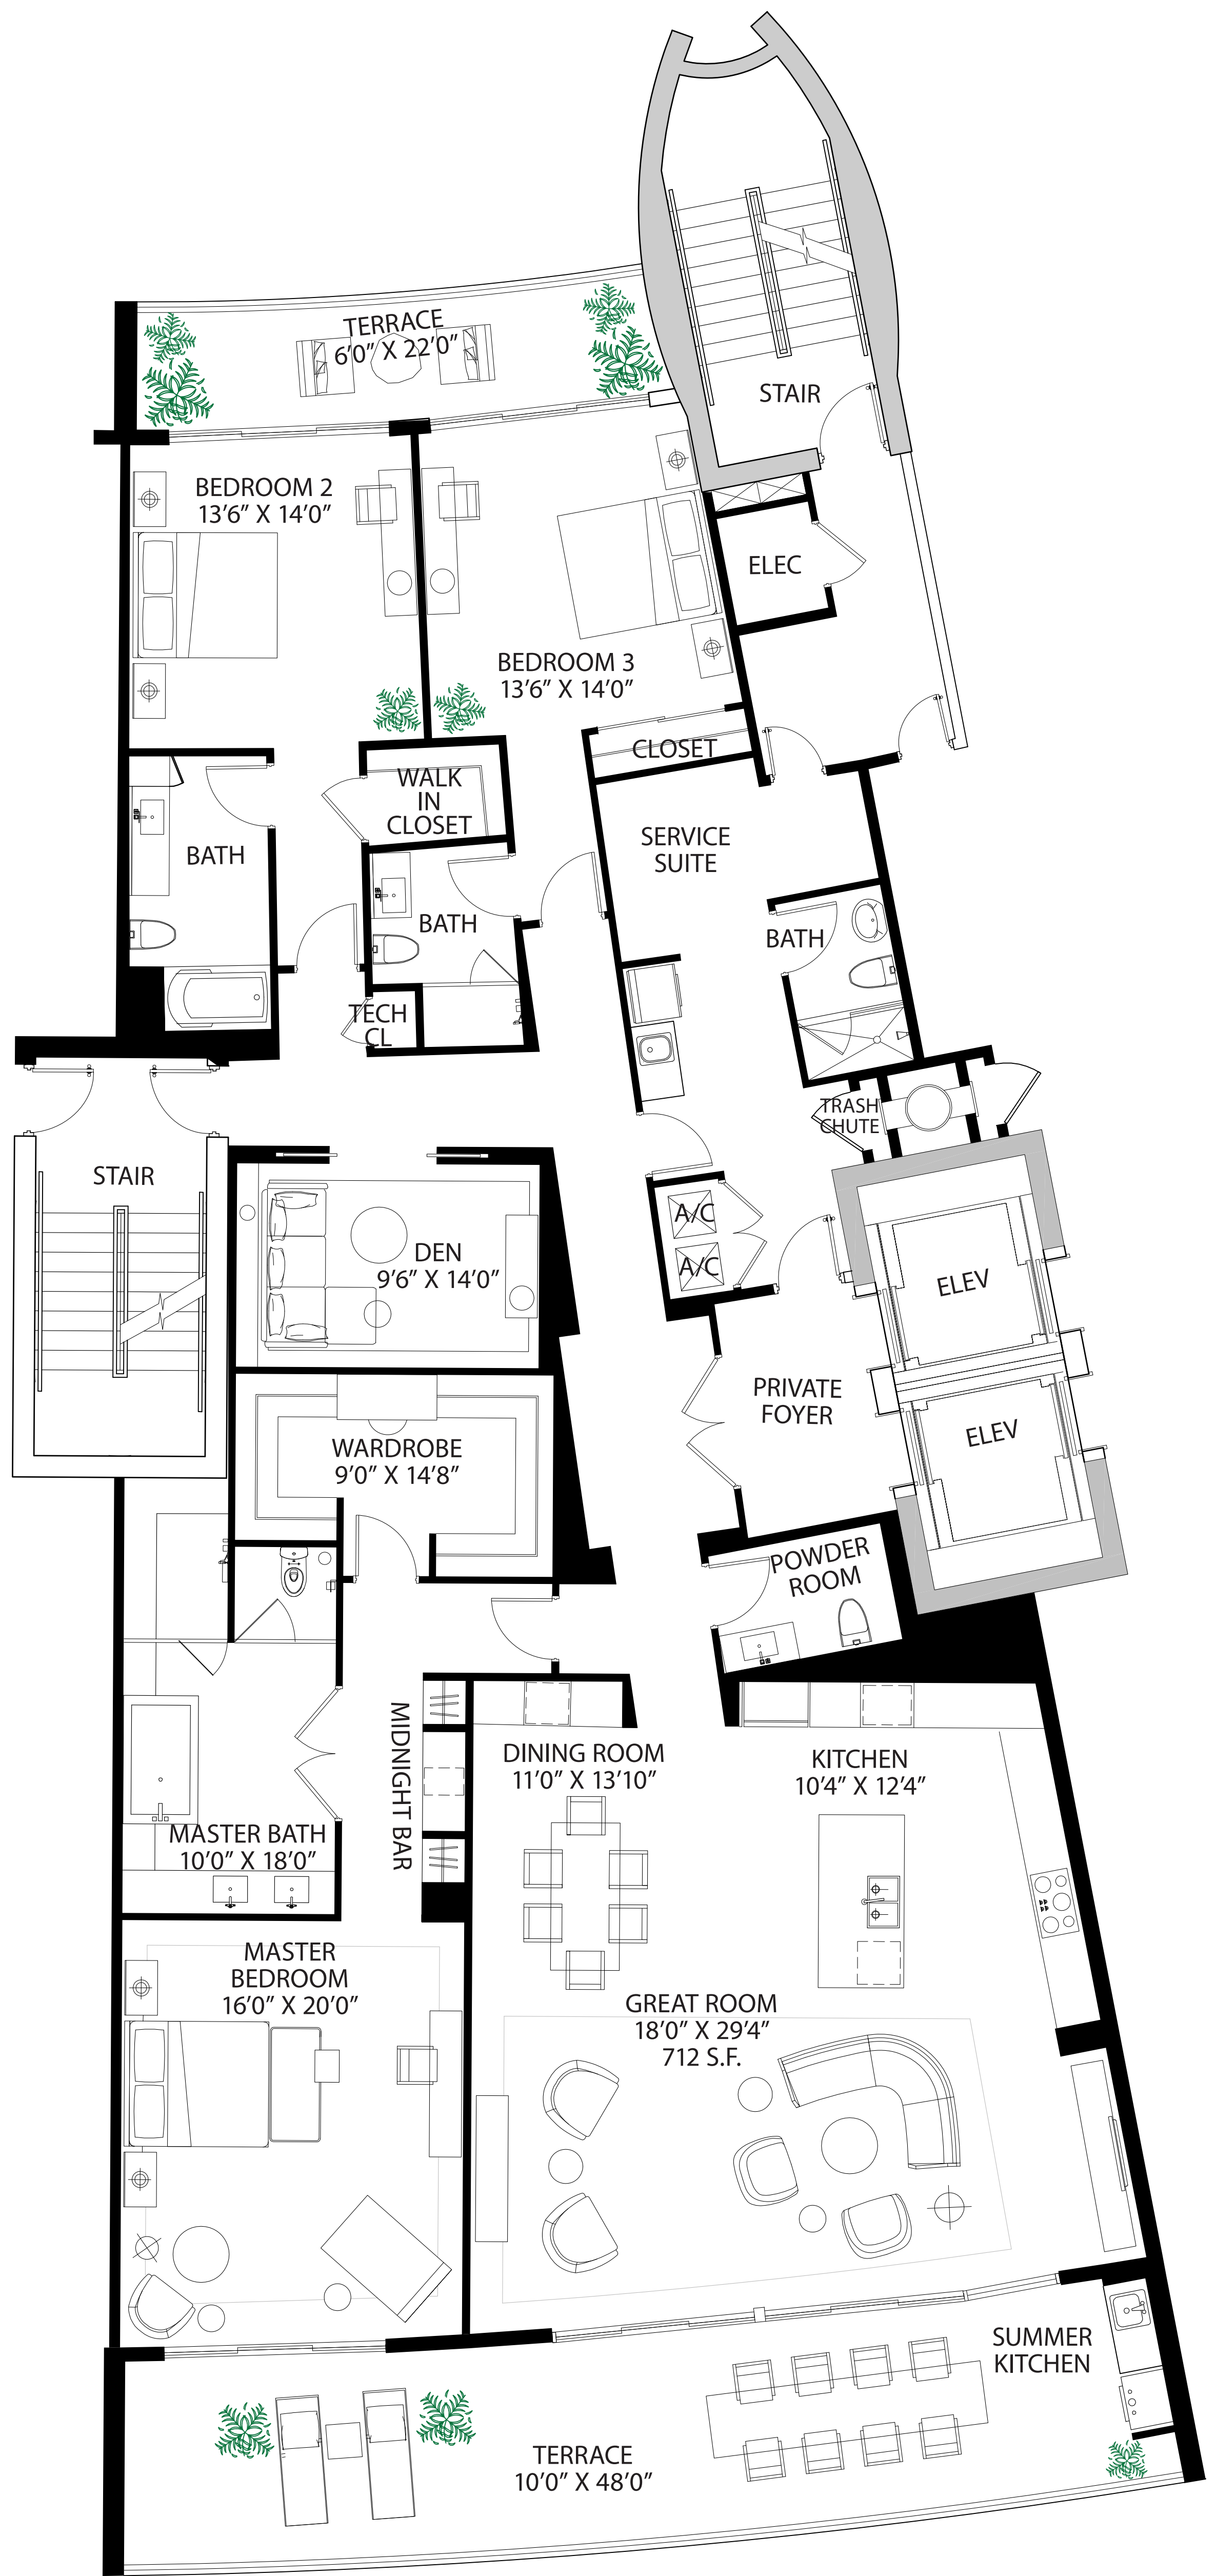 TERRACE
6'0" X 22'0"
STAIR
BEDROOM 2
13'6" X 14'0"
ELEC
BEDROOM 3
13'6" X 14'0"
CLOSET
WALK
IN
CLOSET
BATH
SERVICE
SUITE
BATH
BATH
TECH
CL
TRASH
CHUTE
STAIR
A/C
A/C
DEN
9'6" X 14'0"
ELEV
PRIVATE
FOYER
ELEV
WARDROBE
9'0" X 14'8"
POWDER
ROOM
MIDNIGHT BAR
DINING ROOM
11'0" X 13'10"
KITCHEN
10'4" X 12'4"
MASTER BATH
10'0" X 18'0"
MASTER
BEDROOM
16'0" X 20'0"
GREAT ROOM
18'0" X 29'4"
712 S.F.
SUMMER
KITCHEN
TERRACE
10'0" X 48'0"